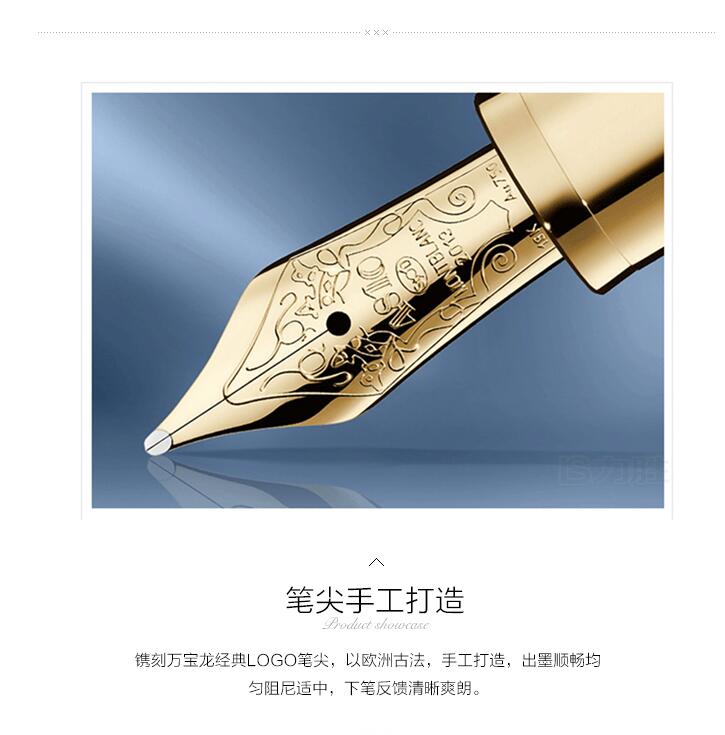 Au750
18K
MONTBLANC
2013
笔尖手工打造
Product showcase
镌刻万宝龙经典LOGO笔尖，以欧洲古法，手工打造，出墨顺畅均
匀阻尼适中，下笔反馈清晰爽朗。